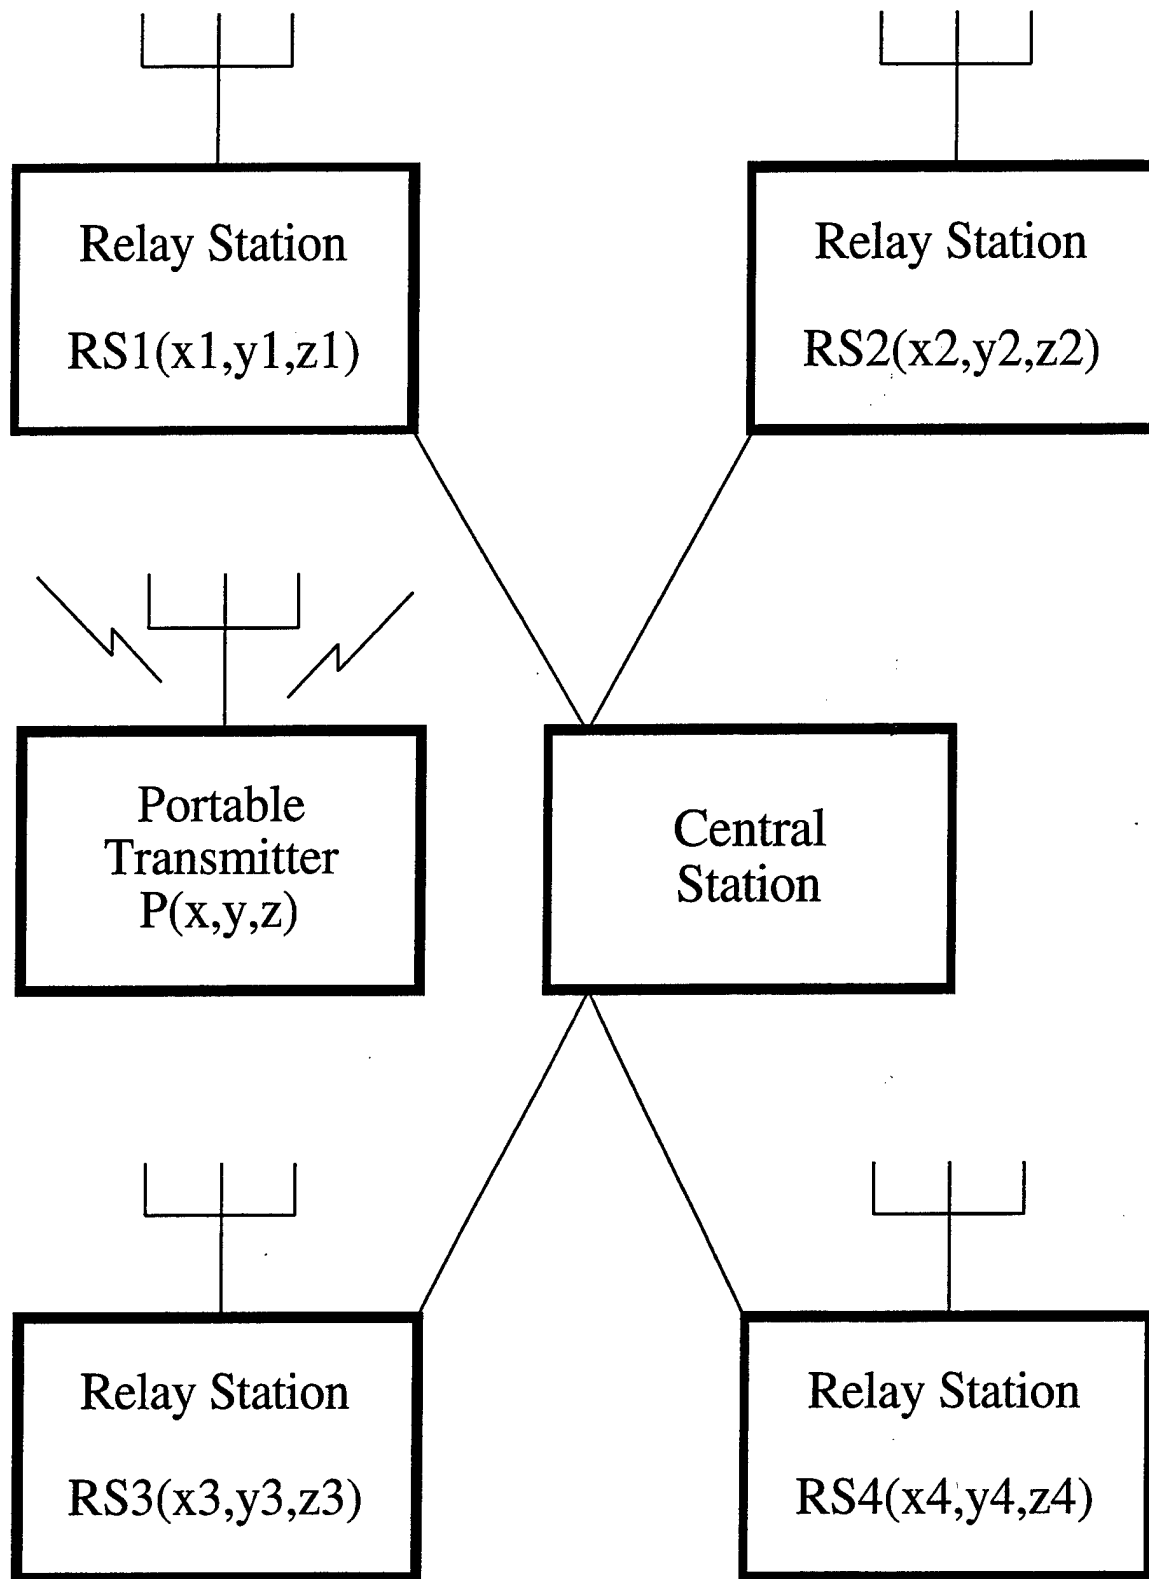 Relay Station
RS1(x1,y1,z1)
Relay Station
RS2(x2,y2,z2)
Portable
Transmitter
P(x,y,z)
Central
Station
Relay Station
RS3(x3,y3,z3)
Relay Station
RS4(x4,y4,z4)